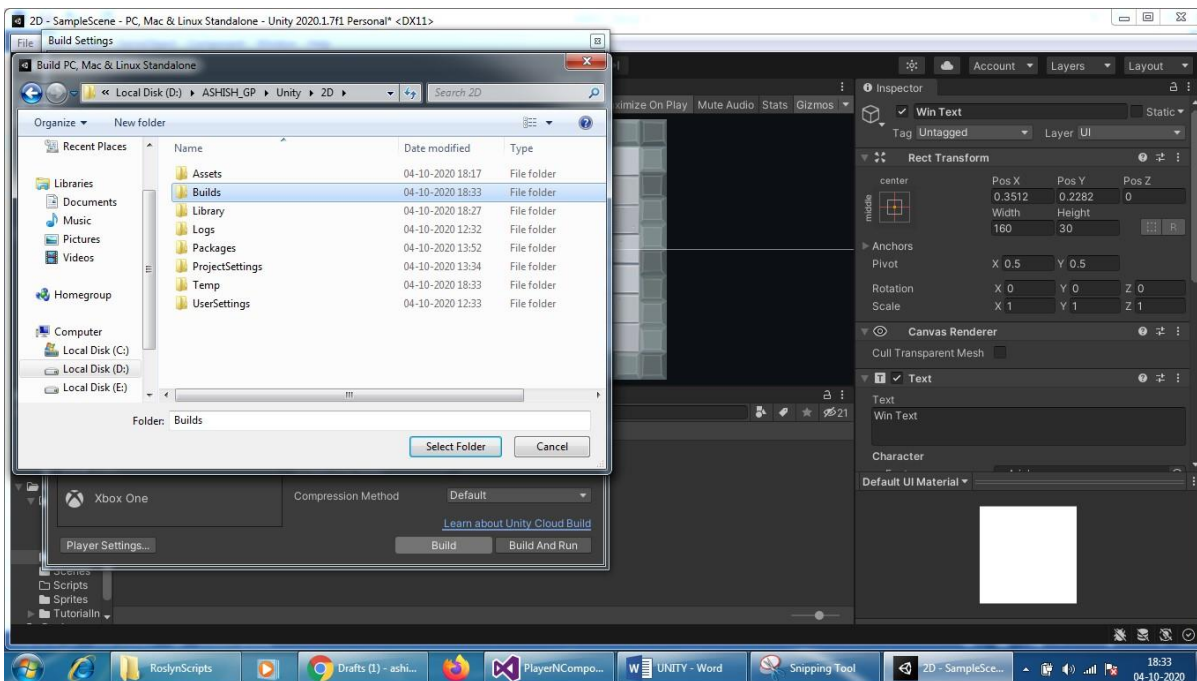 2D - SampleScene - PC, Mac & Linux Standalone - Unity 2020.1.7f1 Personal* <DX11>
File
Build Settings
Build PC, Mac & Linux Standalone
Account Layers Layout
« Local Disk (D:) ▸ ASHISH_GP ▸ Unity ▸ 2D ▸
Search 2D
Inspector
Maximize On Play Mute Audio Stats Gizmos
Win Text Static
Organize New folder
Tag Untagged Layer UI
Recent Places
Name Date modified Type
Rect Transform
Assets 04-10-2020 18:17 File folder
Libraries
Builds 04-10-2020 18:33 File folder
Documents
Library 04-10-2020 18:27 File folder
Music
Logs 04-10-2020 12:32 File folder
Pictures
Packages 04-10-2020 13:52 File folder
Videos
ProjectSettings 04-10-2020 13:34 File folder
Temp 04-10-2020 18:33 File folder
Homegroup
UserSettings 04-10-2020 12:33 File folder
Computer
Local Disk (C:)
Local Disk (D:)
Local Disk (E:)
Folder: Builds
Select Folder Cancel
center
middle
Pos X Pos Y Pos Z
0.3512 0.2282 0
Width Height
160 30
R
Anchors
Pivot X 0.5 Y 0.5
Rotation X 0 Y 0 Z 0
Scale X 1 Y 1 Z 1
Canvas Renderer
Cull Transparent Mesh
Text
Text
Win Text
Character
Default UI Material
21
Xbox One
Compression Method Default
Learn about Unity Cloud Build
Player Settings... Build Build And Run
Scenes
Scripts
Sprites
TutorialIn
RoslynScripts
Drafts (1) - ashi...
PlayerNCompo...
UNITY - Word
Snipping Tool
2D - SampleSce...
18:33
04-10-2020